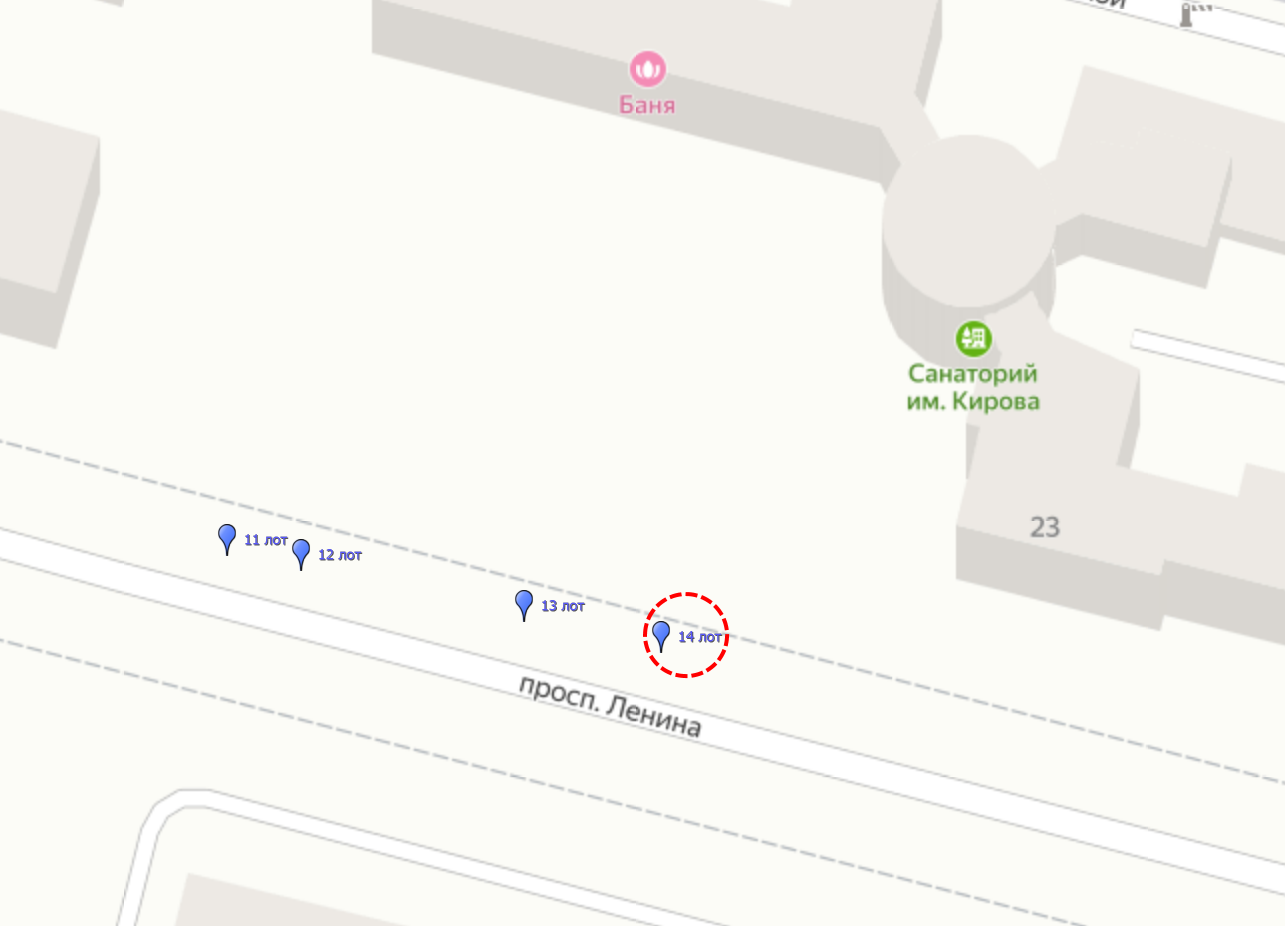 Баня
Санаторий
им. Кирова
23
11 лот
12 лот
13 лот
14 лот
просп. Ленина